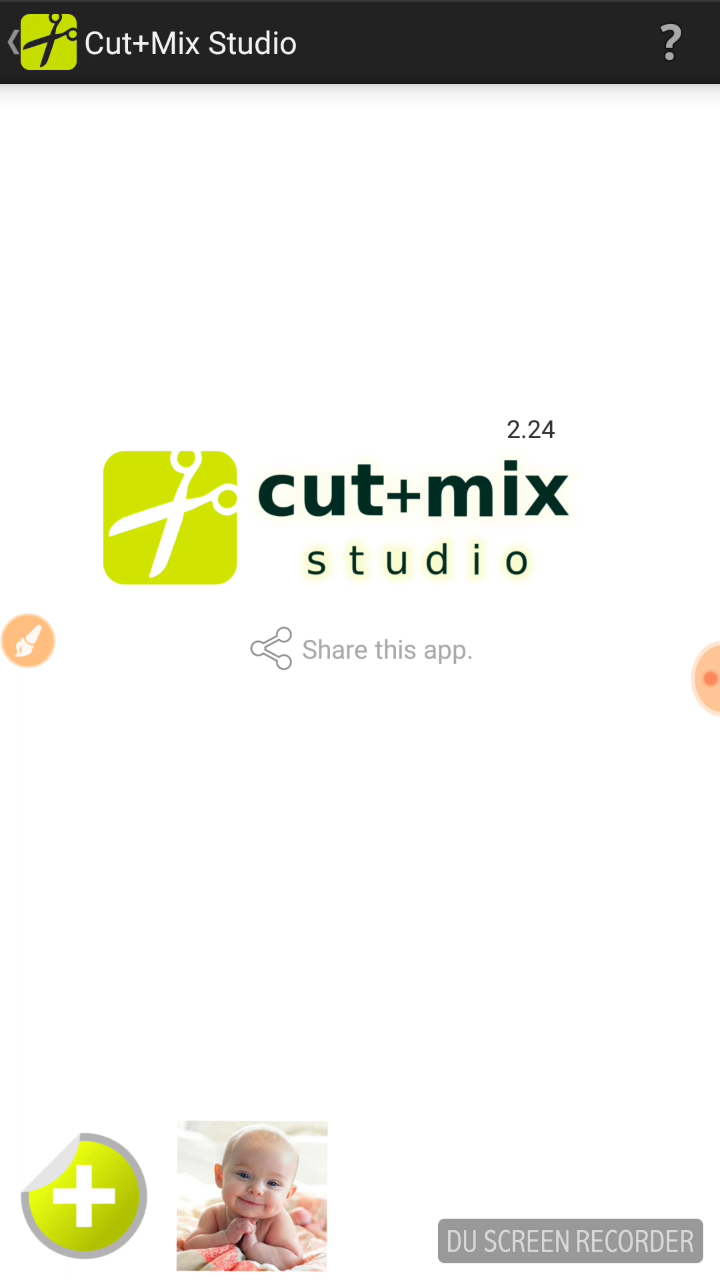 Cut+Mix Studio
?
2.24
cut+mix
studio
Share this app.
DU SCREEN RECORDER